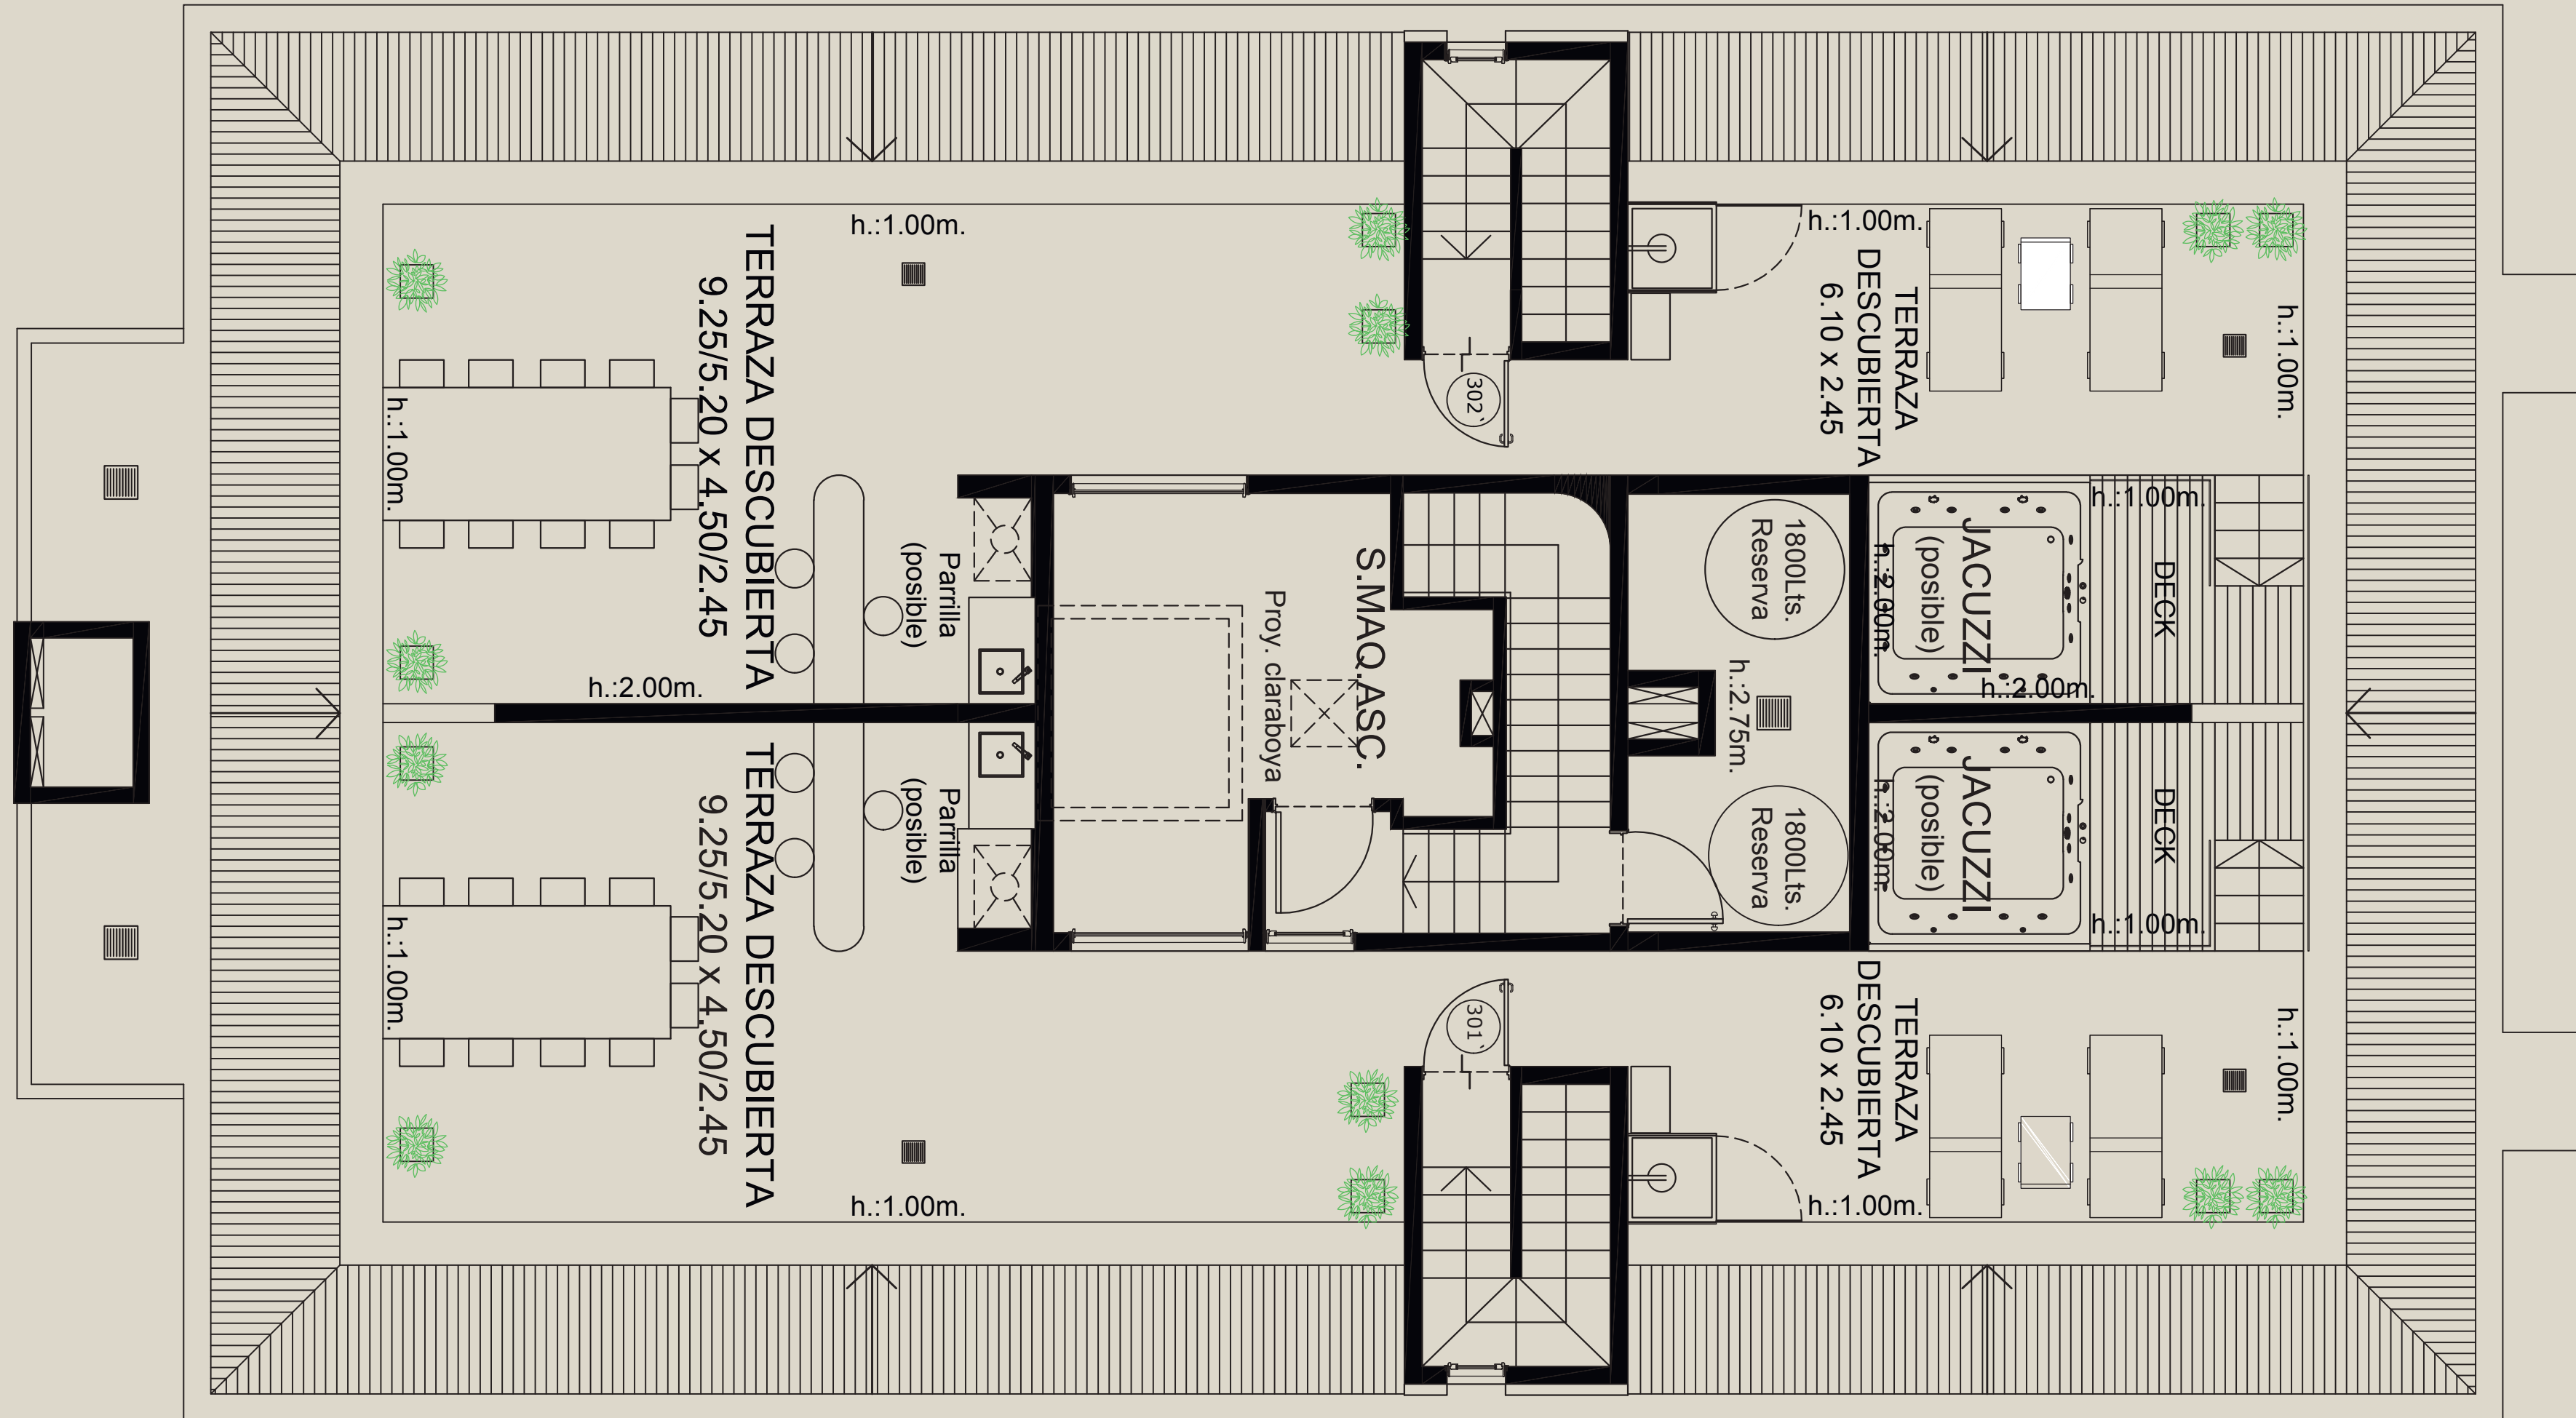 h.:1.00m.
h.:1.00m.
TERRAZA DESCUBIERTA
9.25/5.20 x 4.50/2.45
h.:1.00m.
302`
TERRAZA
DESCUBIERTA
6.10 x 2.45
h.:1.00m.
h.:2.00m.
Parrilla
(posible)
S.MAQ.ASC.
Proy. claraboya
1800Lts.
Reserva
h.:2.75m.
1800Lts.
Reserva
JACUZZI
(posible)
h.:2.00m.
h.:1.00m.
DECK
h.:2.00m.
TERRAZA DESCUBIERTA
9.25/5.20 x 4.50/2.45
h.:1.00m.
Parrilla
(posible)
JACUZZI
(posible)
h.:2.00m.
DECK
h.:1.00m.
301`
TERRAZA
DESCUBIERTA
6.10 x 2.45
h.:1.00m.
h.:1.00m.
h.:1.00m.